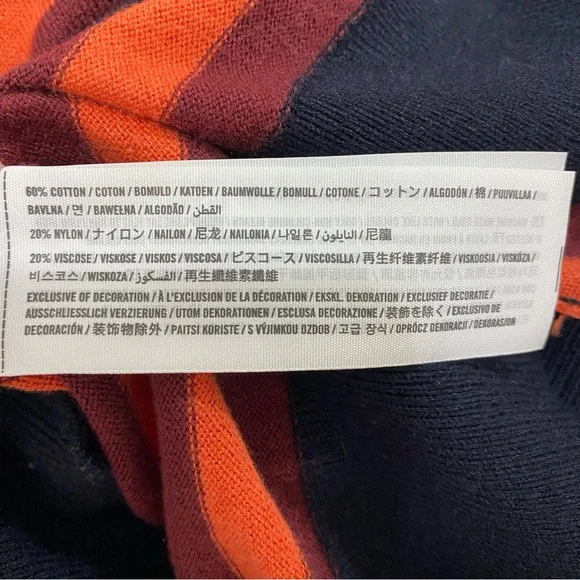 60% COTTON / COTON / BOMULD / KATOEN / BAUMWOLLE / BOMULL / COTONE / コットン / ALGODÓN / 棉 / PUUVILLAA /
BAVLNA / 면 / BAWEŁNA / ALGODÃO / القطن
20% NYLON / ナイロン / NAILON / 尼龙 / NAILONIA / 나일론 / النايلون / 尼龍
20% VISCOSE / VISKOSE / VISKOS / VISCOSA / ビスコース / VISCOSILLA / 再生纤维素纤维 / VISKOOSIA / VISKÓZA /
비스코스 / WISKOZA / الفسكوز / 再生纖維素纖維
EXCLUSIVE OF DECORATION / À L'EXCLUSION DE LA DÉCORATION / EKSKL. DEKORATION / EXCLUSIEF DECORATIE /
AUSSCHLIESSLICH VERZIERUNG / UTOM DEKORATIONEN / ESCLUSA DECORAZIONE / 装飾を除く / EXCLUSIVO DE
DECORACIÓN / 装饰物除外 / PAITSI KORISTE / S VÝJIMKOU OZDOB / 고급 장식 / OPRÓCZ DEKORACJI / DEKORASJON